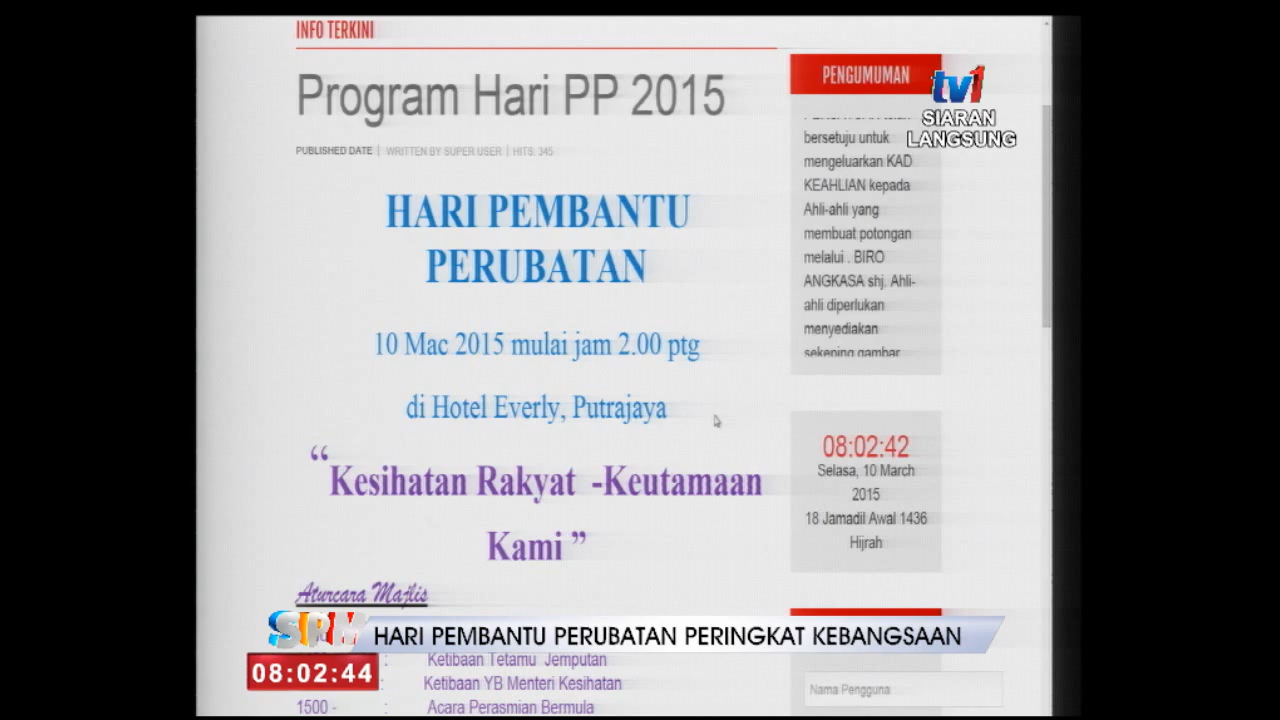 INFO TERKINI
Program Hari PP 2015
PUBLISHED DATE | WRITTEN BY SUPER USER | HITS: 345
HARI PEMBANTU
PERUBATAN
10 Mac 2015 mulai jam 2.00 ptg
di Hotel Everly, Putrajaya
“Kesihatan Rakyat -Keutamaan
Kami ”
Aturcara Majlis
: Ketibaan Tetamu Jemputan
: Ketibaan YB Menteri Kesihatan
1500 - : Acara Perasmian Bermula
PENGUMUMAN
bersetuju untuk
mengeluarkan KAD
KEAHLIAN kepada
Ahli-ahli yang
membuat potongan
melalui . BIRO
ANGKASA shj. Ahli-
ahli diperlukan
menyediakan
sekeping gambar
08:02:42
Selasa, 10 March
2015
18 Jamadil Awal 1436
Hijrah
Nama Pengguna
tv1
SIARAN
LANGSUNG
SPM
HARI PEMBANTU PERUBATAN PERINGKAT KEBANGSAAN
08:02:44